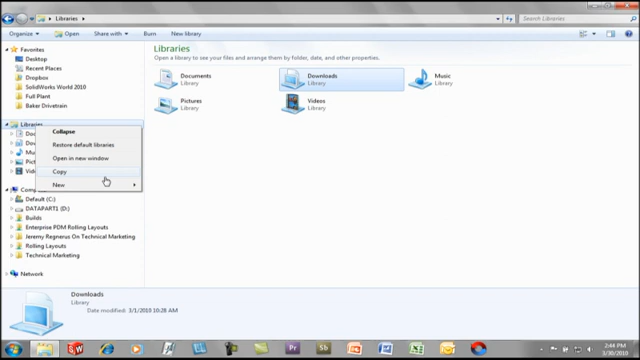 Libraries
Search Libraries
Organize
Open
Share with
Burn
New library
Favorites
Desktop
Recent Places
Dropbox
SolidWorks World 2010
Full Plant
Baker Drivetrain
Libraries
Collapse
Restore default libraries
Open in new window
Copy
New
Default (C:)
DATAPART1 (D:)
Builds
Enterprise PDM Rolling Layouts
Jeremy Regnerus On Technical Marketing
Rolling Layouts
Technical Marketing
Network
Libraries
Open a library to see your files and arrange them by folder, date, and other properties.
Documents
Library
Downloads
Library
Music
Library
Pictures
Library
Videos
Library
Downloads
Library
Date modified: 3/1/2010 10:28 AM
2:44 PM
3/30/2010